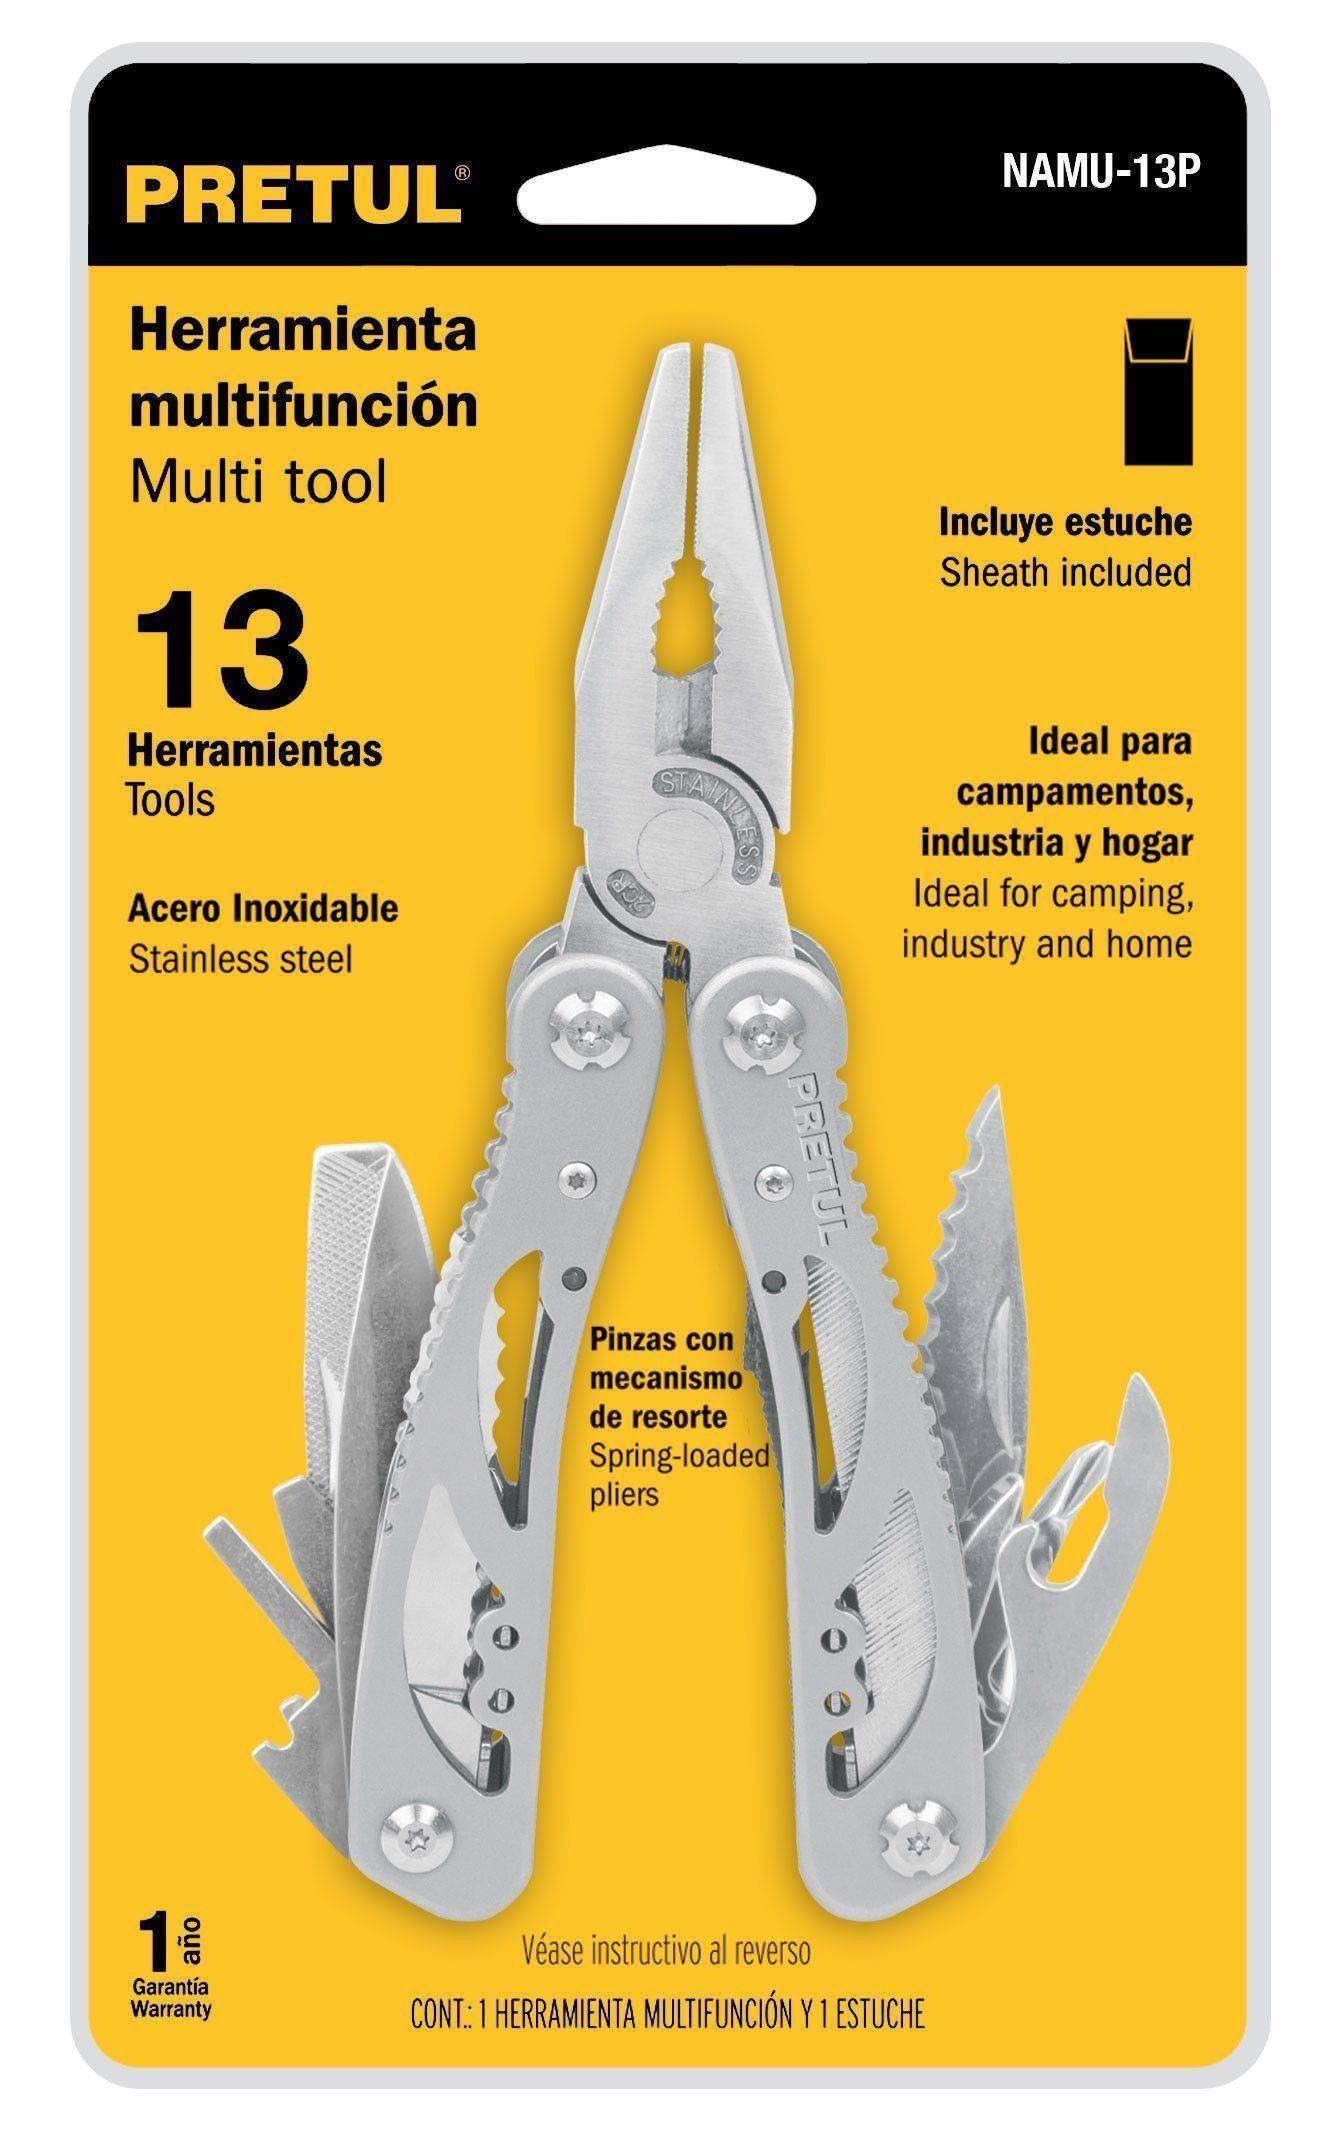 PRETUL®
NAMU-13P
Herramienta
multifunción
Multi tool
13
Herramientas
Tools
Acero Inoxidable
Stainless steel
Incluye estuche
Sheath included
Ideal para
campamentos,
industria y hogar
Ideal for camping,
industry and home
STAINLESS
2CR
PRETUL
Pinzas con
mecanismo
de resorte
Spring-loaded
pliers
1 año
Garantía
Warranty
Véase instructivo al reverso
CONT.: 1 HERRAMIENTA MULTIFUNCIÓN Y 1 ESTUCHE